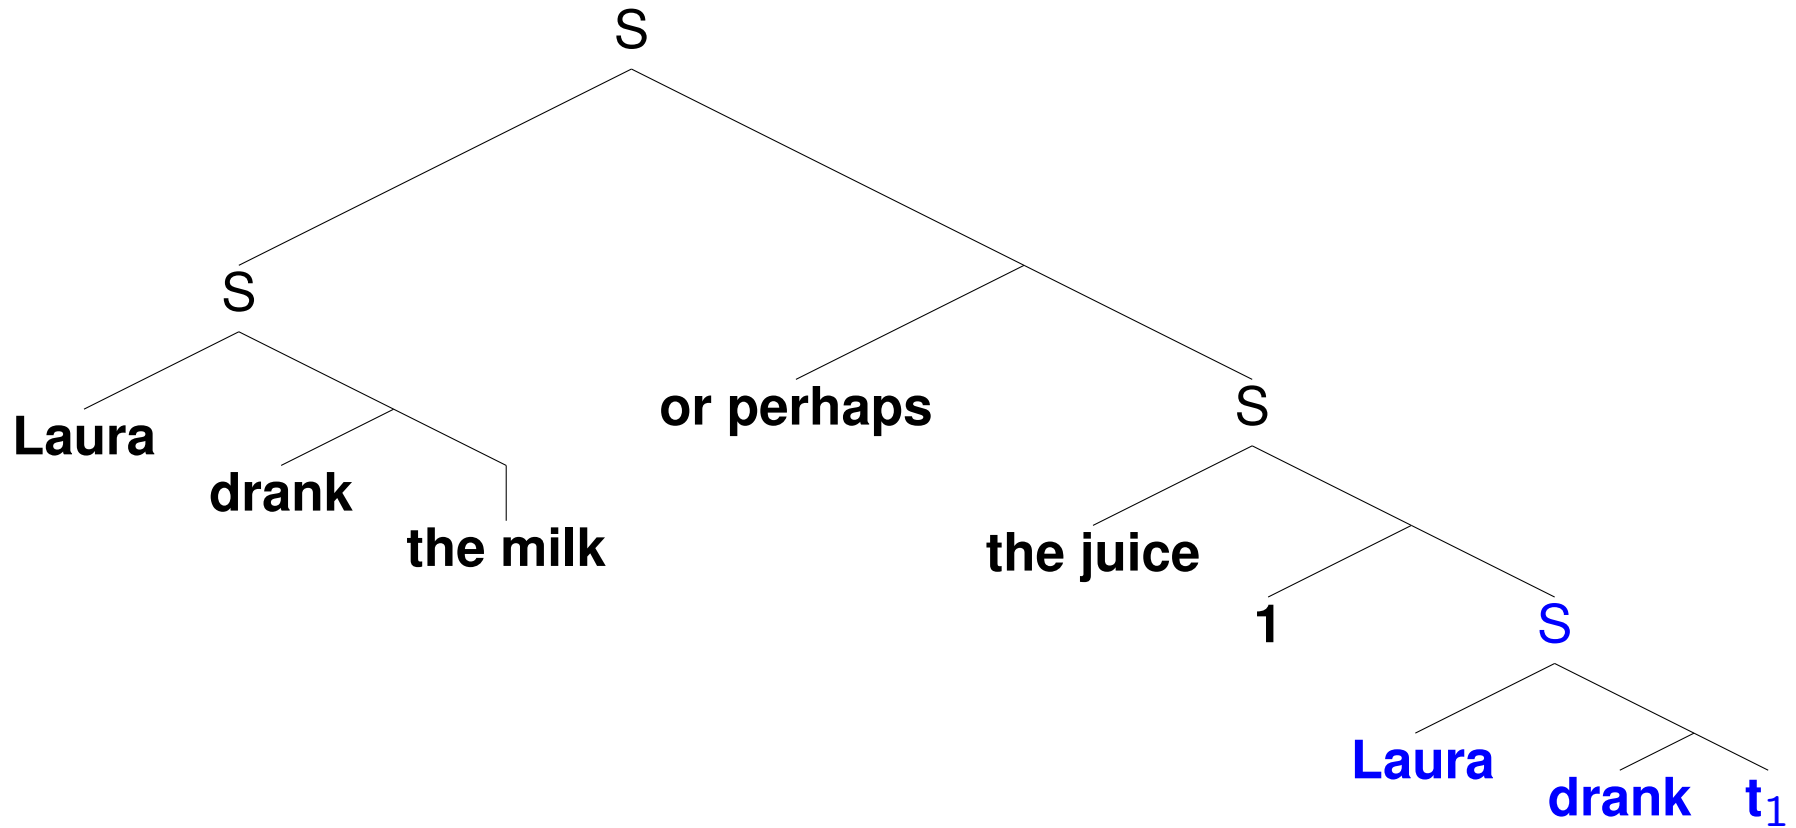 S
S
Laura
drank
the milk
or perhaps
S
the juice
1
S
Laura
drank
t₁